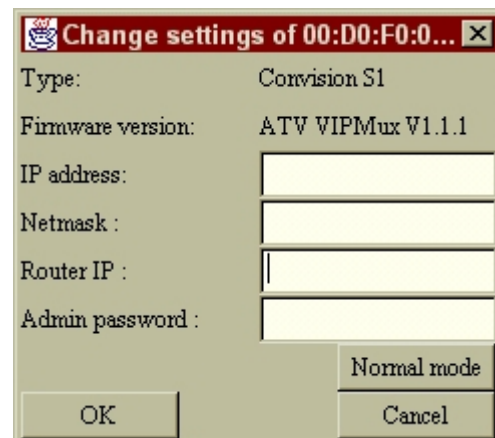 Change settings of 00:D0:F0:0...
Type: Convision S1
Firmware version: ATV VIPMux V1.1.1
IP address:
Netmask :
Router IP :
Admin password :
Normal mode
OK Cancel